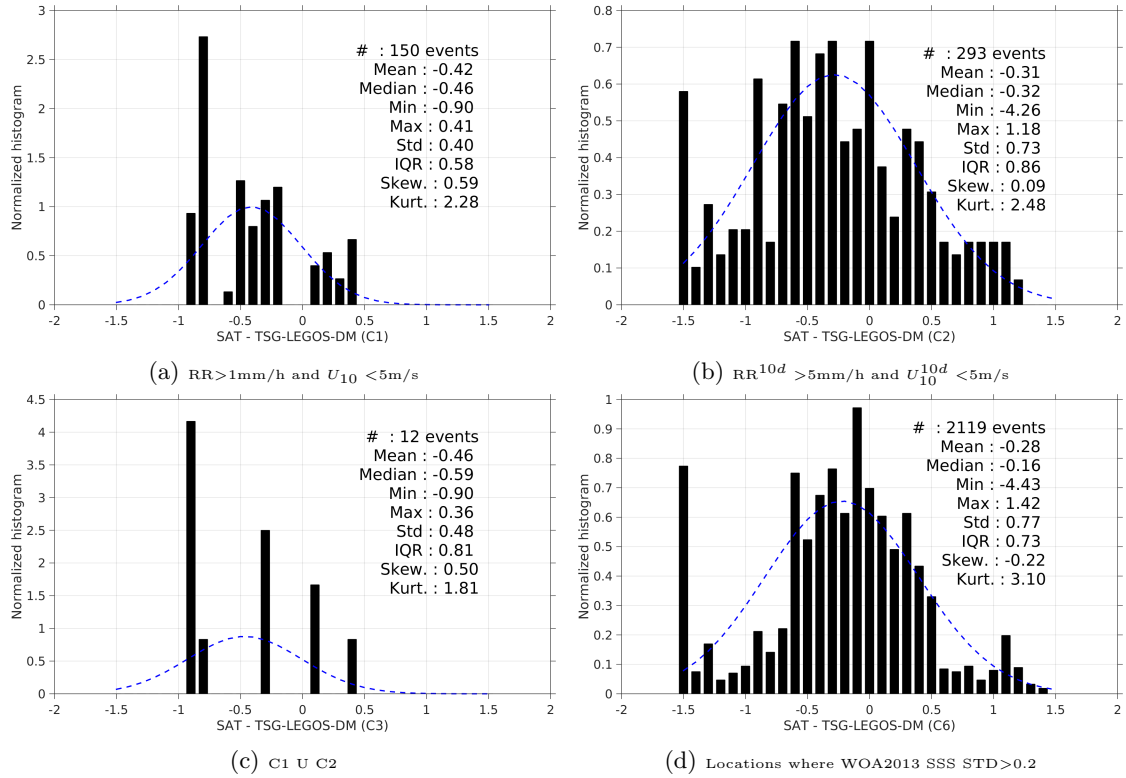 3
2.5
2
1.5
1
0.5
0
-2
-1.5
-1
-0.5
0
0.5
1
1.5
2
Normalized histogram
SAT - TSG-LEGOS-DM (C1)
# : 150 events
Mean : -0.42
Median : -0.46
Min : -0.90
Max : 0.41
Std : 0.40
IQR : 0.58
Skew. : 0.59
Kurt. : 2.28
(a) RR>1mm/h and U10 <5m/s
0.8
0.7
0.6
0.5
0.4
0.3
0.2
0.1
0
-2
-1.5
-1
-0.5
0
0.5
1
1.5
2
Normalized histogram
SAT - TSG-LEGOS-DM (C2)
# : 293 events
Mean : -0.31
Median : -0.32
Min : -4.26
Max : 1.18
Std : 0.73
IQR : 0.86
Skew. : 0.09
Kurt. : 2.48
(b) RR^10d >5mm/h and U10^10d <5m/s
4.5
4
3.5
3
2.5
2
1.5
1
0.5
0
-2
-1.5
-1
-0.5
0
0.5
1
1.5
2
Normalized histogram
SAT - TSG-LEGOS-DM (C3)
# : 12 events
Mean : -0.46
Median : -0.59
Min : -0.90
Max : 0.36
Std : 0.48
IQR : 0.81
Skew. : 0.50
Kurt. : 1.81
(c) C1 U C2
1
0.9
0.8
0.7
0.6
0.5
0.4
0.3
0.2
0.1
0
-2
-1.5
-1
-0.5
0
0.5
1
1.5
2
Normalized histogram
SAT - TSG-LEGOS-DM (C6)
# : 2119 events
Mean : -0.28
Median : -0.16
Min : -4.43
Max : 1.42
Std : 0.77
IQR : 0.73
Skew. : -0.22
Kurt. : 3.10
(d) Locations where WOA2013 SSS STD>0.2